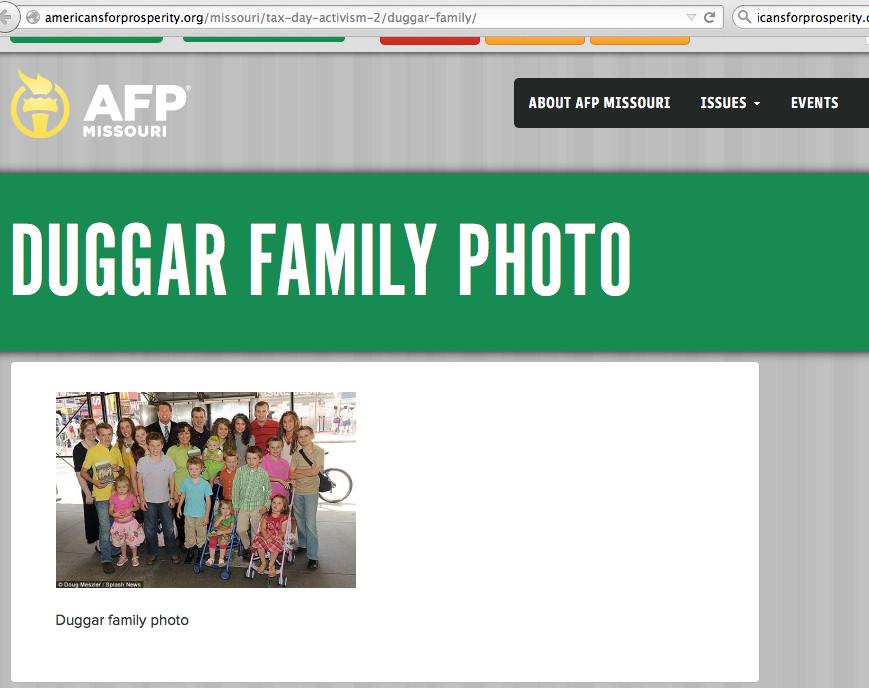 americansforprosperity.org/missouri/tax-day-activism-2/duggar-family/
icansforprosperity.o
AFP®
MISSOURI
ABOUT AFP MISSOURI ISSUES EVENTS
DUGGAR FAMILY PHOTO
© Doug Meszler / Splash News
Duggar family photo